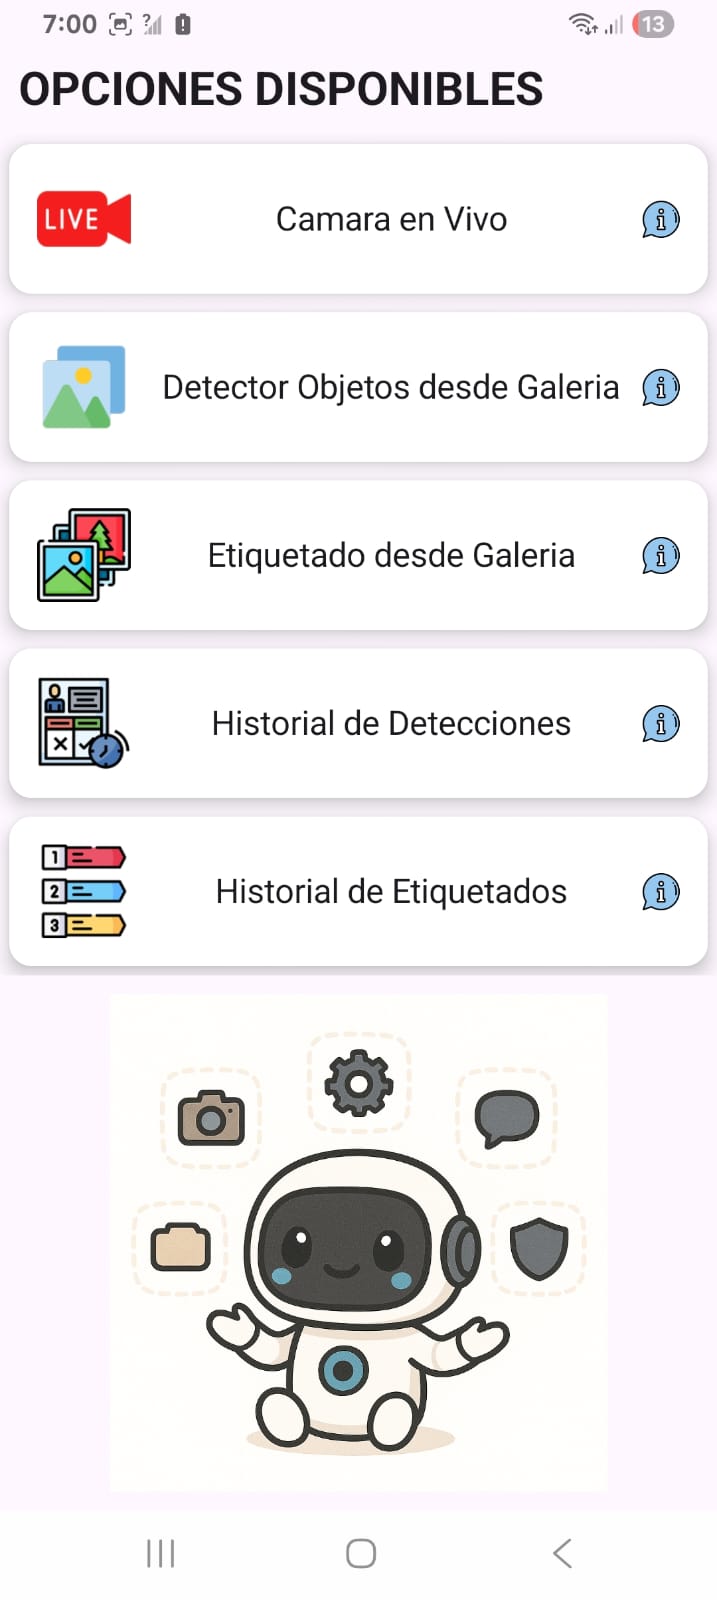 7:00 ? 13
OPCIONES DISPONIBLES
LIVE Camara en Vivo i
Detector Objetos desde Galeria i
Etiquetado desde Galeria i
Historial de Detecciones i
1
2
3
Historial de Etiquetados i